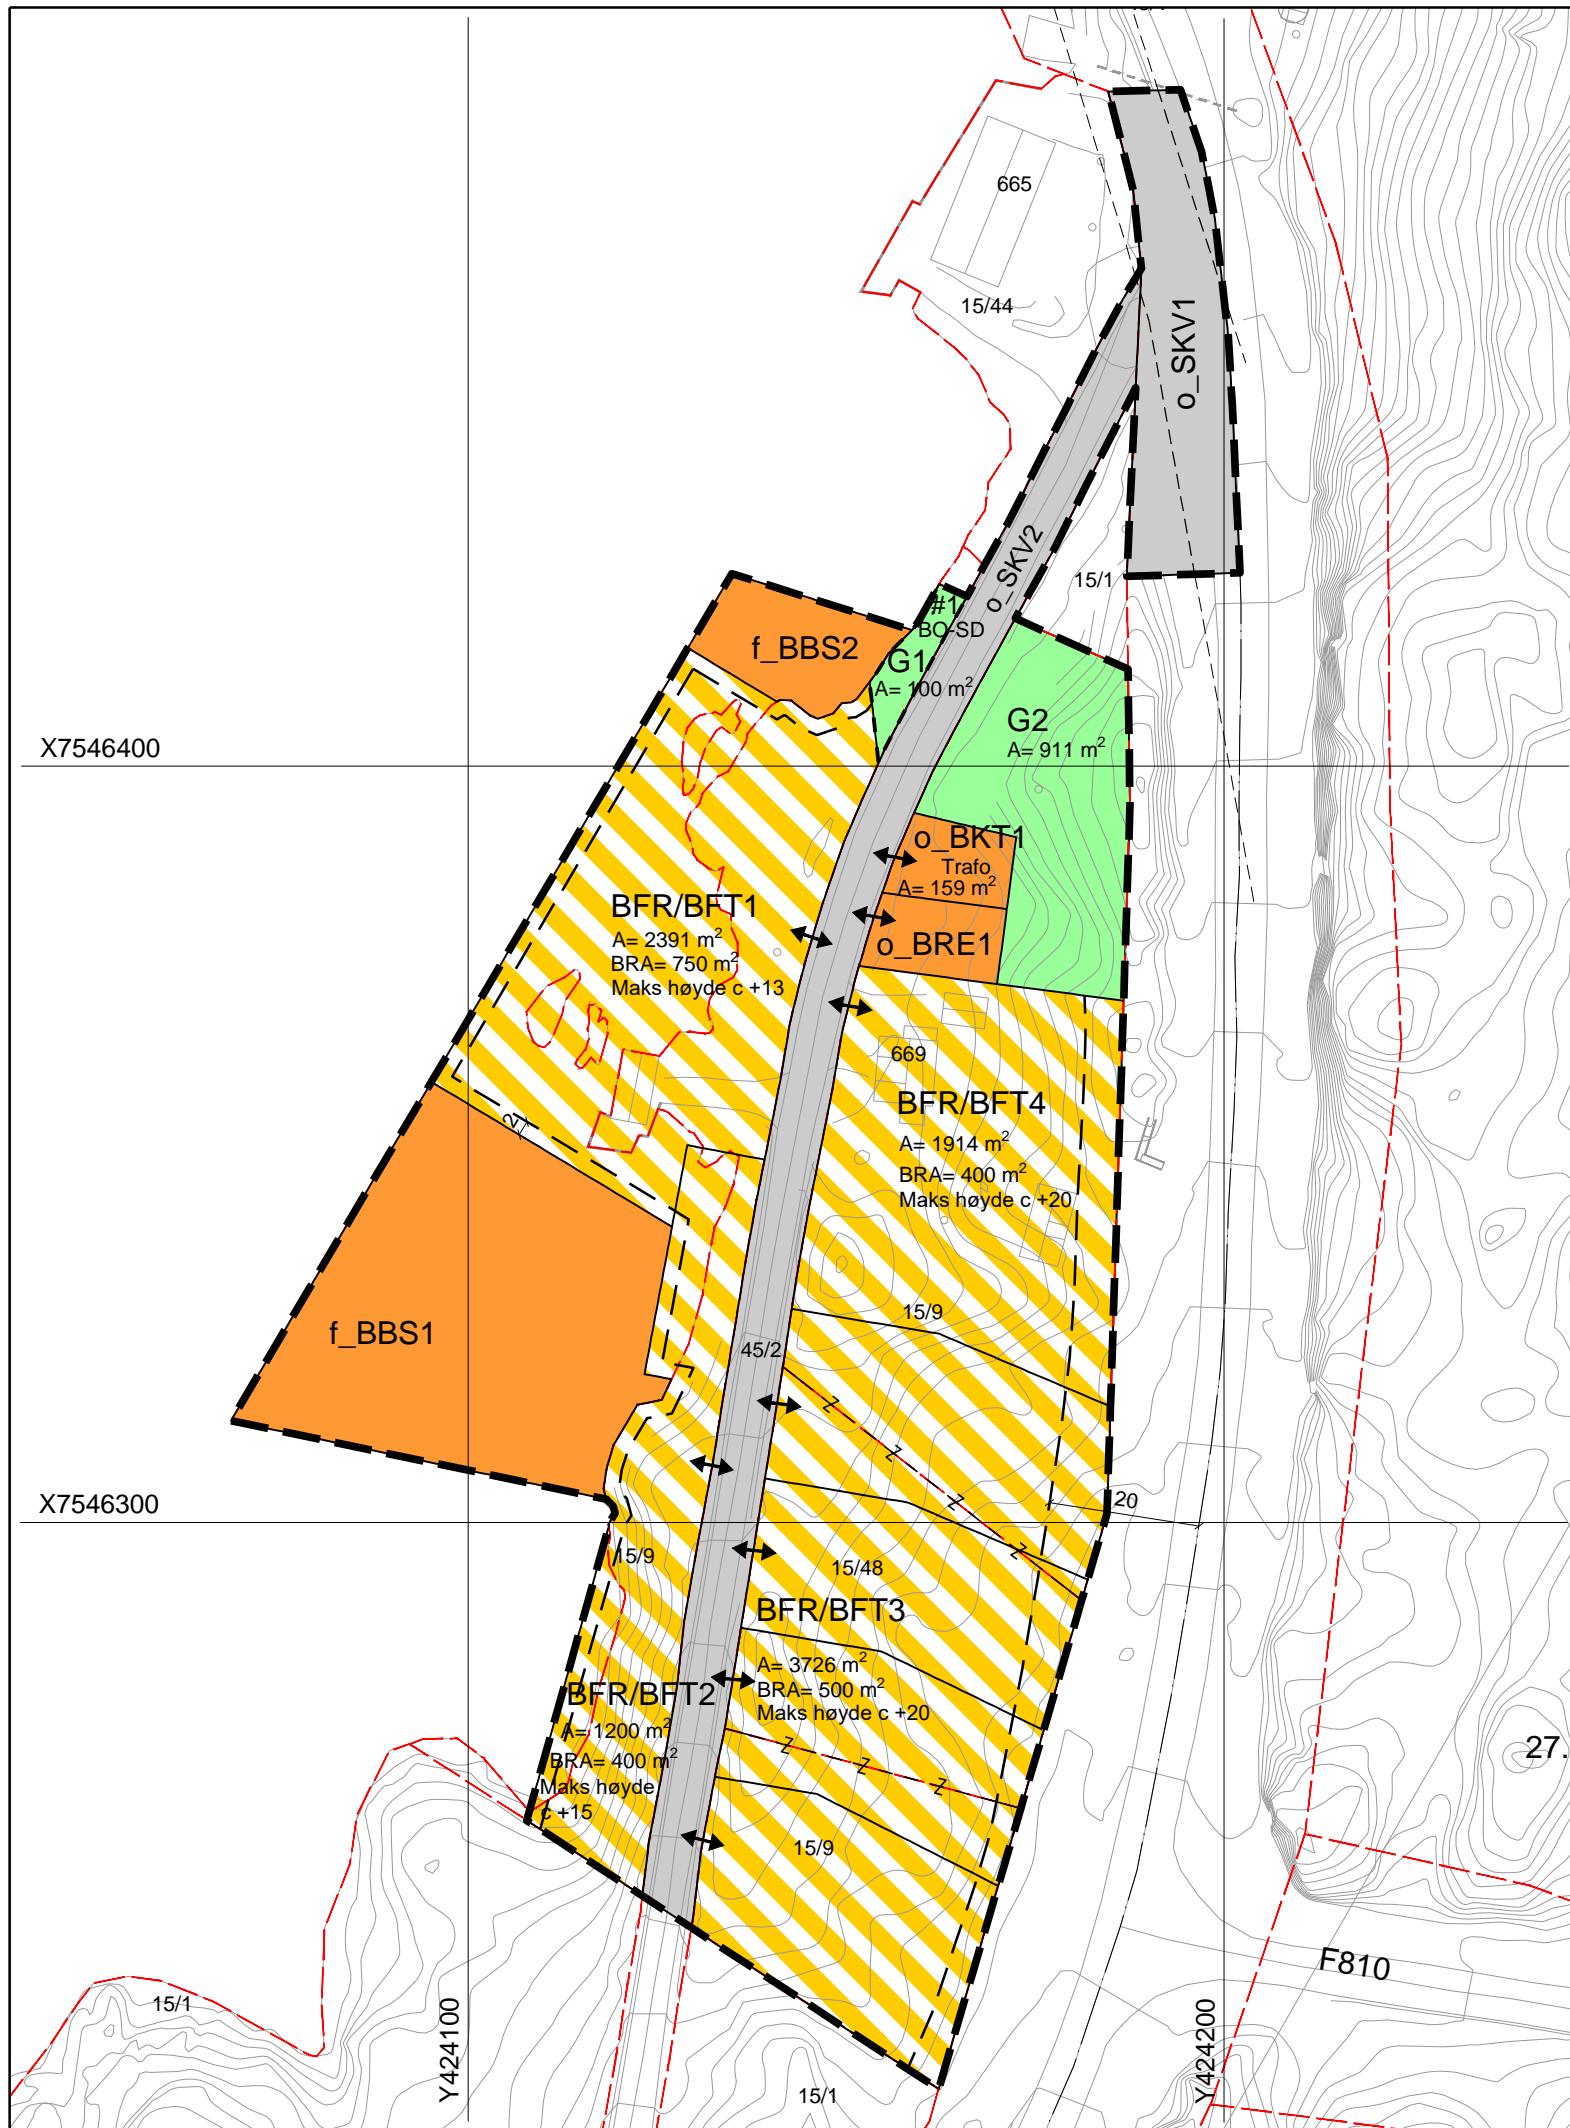 665
15/44
o_SKV1
o_SKV2
15/1
#1
BO-SD
f_BBS2
G1
A= 100 m²
G2
A= 911 m²
X7546400
o_BKT1
Trafo
A= 159 m²
BFR/BFT1
A= 2391 m²
BRA= 750 m²
Maks høyde c +13
o_BRE1
669
BFR/BFT4
A= 1914 m²
BRA= 400 m²
Maks høyde c +20
2
15/9
f_BBS1
45/2
X7546300
20
15/9
15/48
BFR/BFT3
A= 3726 m²
BRA= 500 m²
Maks høyde c +20
BFR/BFT2
A= 1200 m²
BRA= 400 m²
Maks høyde
c +15
27.
15/9
F810
15/1
Y424100
Y424200
15/1